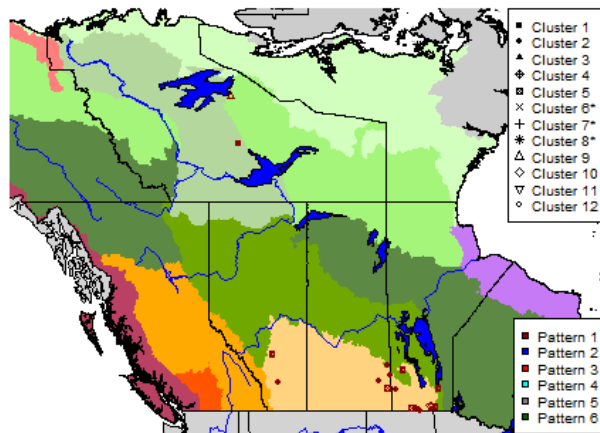 Cluster 1
Cluster 2
Cluster 3
Cluster 4
Cluster 5
Cluster 6*
Cluster 7*
Cluster 8*
Cluster 9
Cluster 10
Cluster 11
Cluster 12
Pattern 1
Pattern 2
Pattern 3
Pattern 4
Pattern 5
Pattern 6